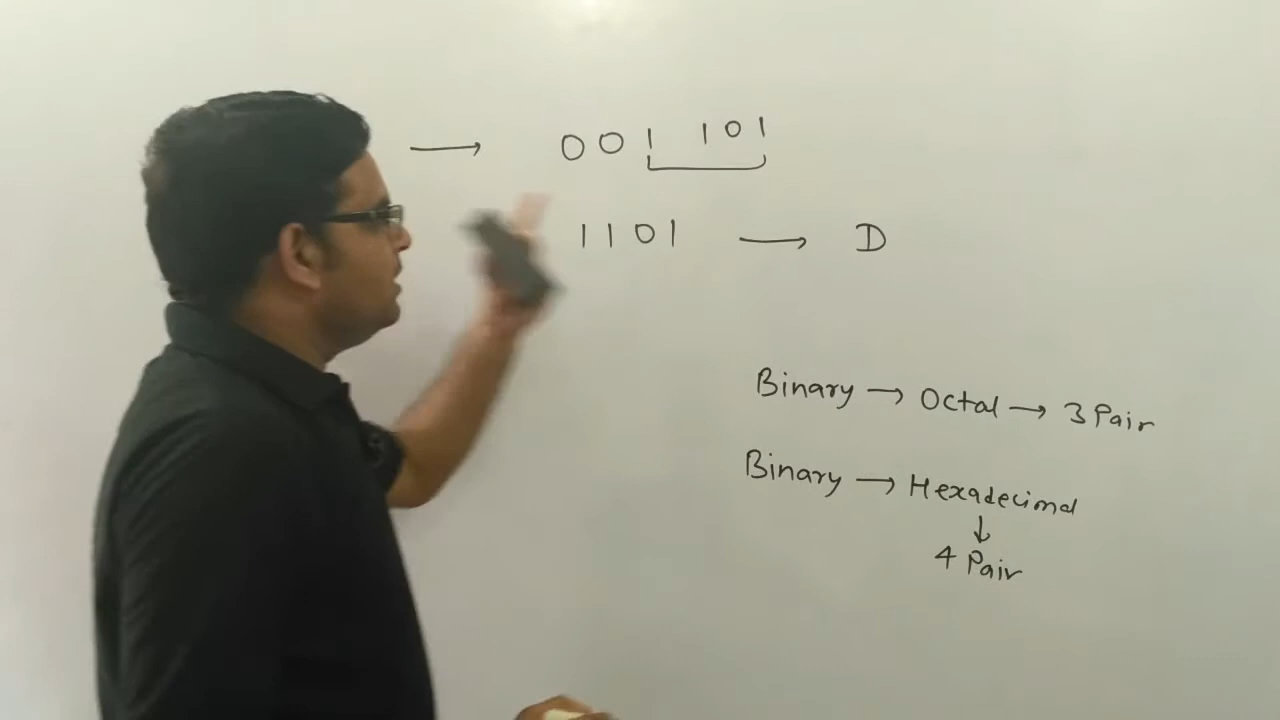 → 001 101
1101 → D
Binary → Octal → 3 Pair
Binary → Hexadecimal
↓
4 Pair